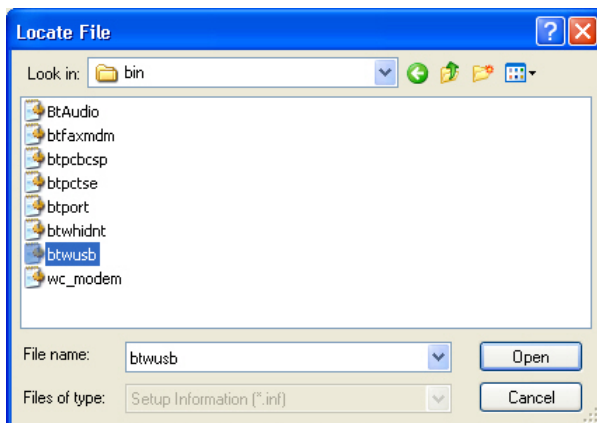 Locate File
Look in: bin
BtAudio
btfaxmdm
btpcbcsp
btpctse
btport
btwhidnt
btwusb
wc_modem
File name: btwusb Open
Files of type: Setup Information (*.inf) Cancel